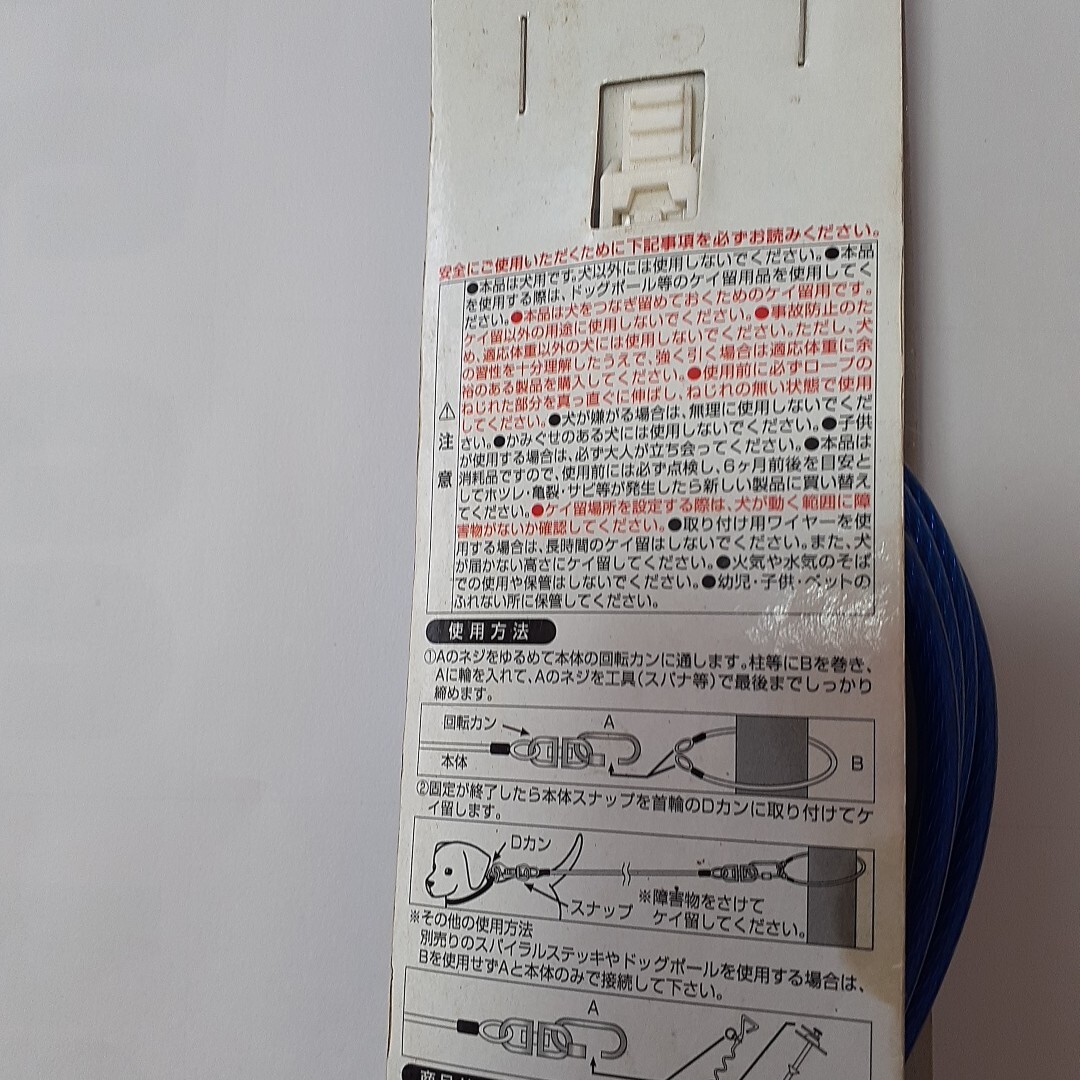 安全にご使用いただくために下記事項を必ずお読みください。
⚠注意
●本品は犬用です。犬以外には使用しないでください。●本品
を使用する際は、ドッグポール等のケイ留用品を使用してく
ださい。●本品は犬をつなぎ留めておくためのケイ留用です。
ケイ留以外の用途に使用しないでください。●事故防止のた
め、適応体重以外の犬には使用しないでください。ただし、犬
の習性を十分理解したうえで、強く引く場合は適応体重に余
裕のある製品を購入してください。●使用前に必ずロープの
ねじれた部分を真っ直ぐに伸ばし、ねじれの無い状態で使用
してください。●犬が嫌がる場合は、無理に使用しないでくだ
さい。●かみぐせのある犬には使用しないでください。●子供
が使用する場合は、必ず大人が立ち会ってください。●本品は
消耗品ですので、使用前には必ず点検し、6ヶ月前後を目安と
してホツレ・亀裂・サビ等が発生したら新しい製品に買い替え
てください。●ケイ留場所を設定する際は、犬が動く範囲に障
害物がないか確認してください。●取り付け用ワイヤーを使
用する場合は、長時間のケイ留はしないでください。また、犬
が届かない高さにケイ留してください。●火気や水気のそば
での使用や保管はしないでください。●幼児・子供・ペットの
ふれない所に保管してください。
使用方法
①Aのネジをゆるめて本体の回転カンに通します。柱等にBを巻き、
Aに輪を入れて、Aのネジを工具(スパナ等)で最後までしっかり
締めます。
回転カン
A
本体
B
②固定が終了したら本体スナップを首輪のDカンに取り付けてケ
イ留します。
Dカン
スナップ
※障害物をさけて
ケイ留してください。
※その他の使用方法
別売りのスパイラルステッキやドッグポールを使用する場合は、
Bを使用せずAと本体のみで接続して下さい。
A